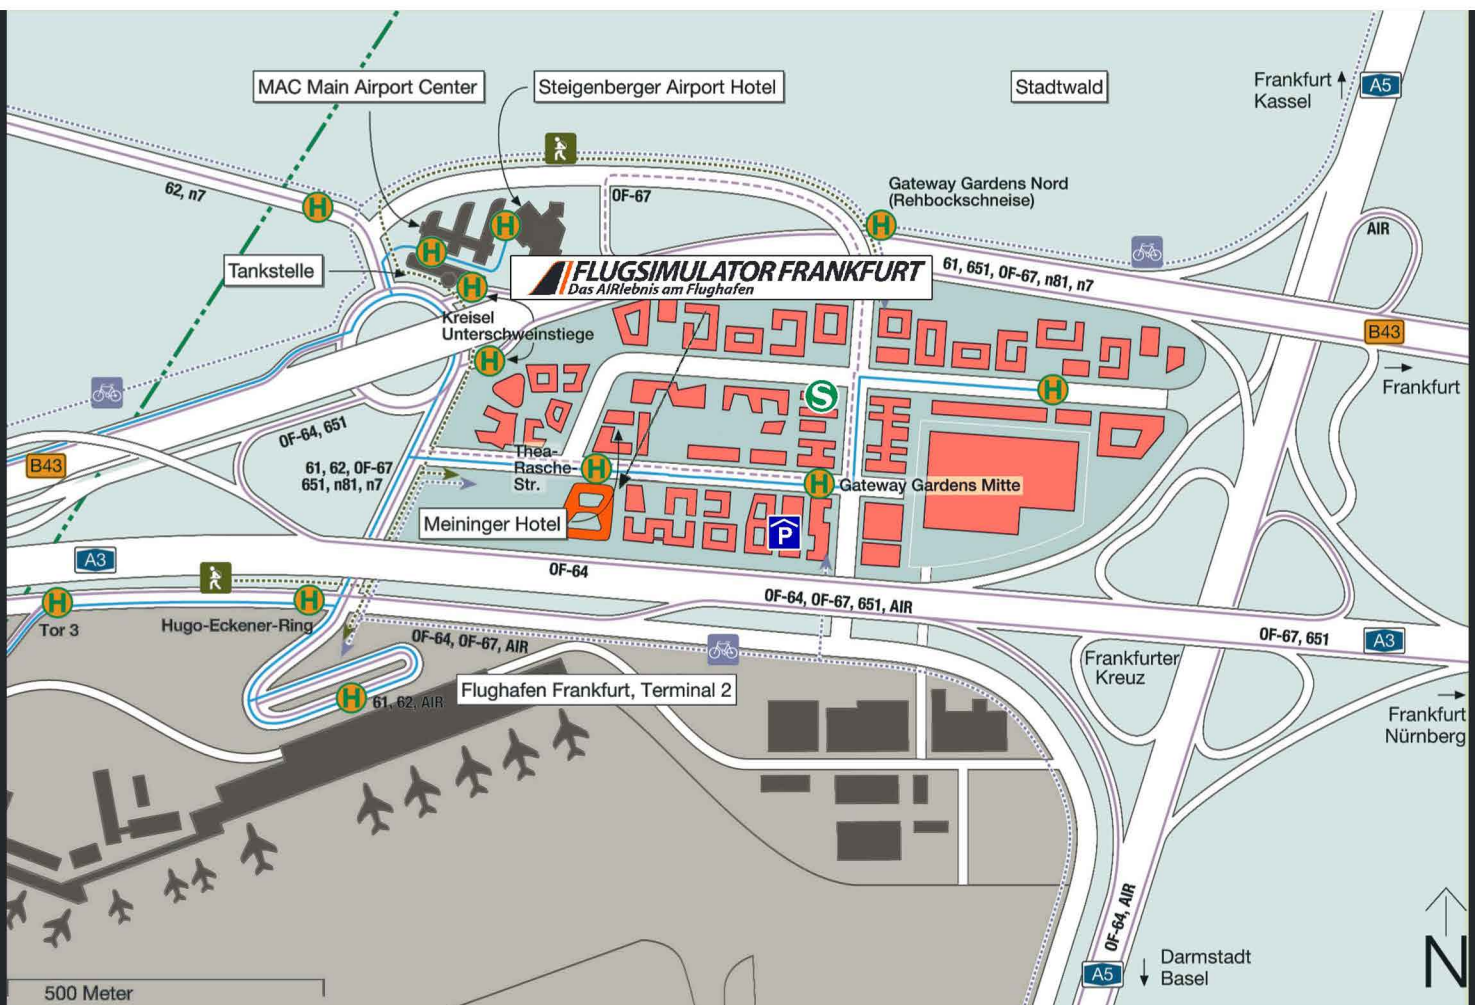 MAC Main Airport Center
Steigenberger Airport Hotel
Stadtwald
Frankfurt
Kassel
A5
62, n7
H
H
H
OF-67
Gateway Gardens Nord
(Rehbockschneise)
H
AIR
Tankstelle
H
FLUGSIMULATOR FRANKFURT
Das AIRlebnis am Flughafen
61, 651, OF-67, n81, n7
Kreisel
Unterschweinstiege
H
B43
Frankfurt
S
H
OF-64, 651
B43
61, 62, OF-67
651, n81, n7
Thea-
Rasche-
Str.
H
H
Gateway Gardens Mitte
Meininger Hotel
P
A3
OF-64
OF-64, OF-67, 651, AIR
H
Tor 3
H
Hugo-Eckener-Ring
OF-64, OF-67, AIR
OF-67, 651
A3
Frankfurter
Kreuz
H
61, 62, AIR
Flughafen Frankfurt, Terminal 2
Frankfurt
Nürnberg
OF-64, AIR
A5
Darmstadt
Basel
N
500 Meter